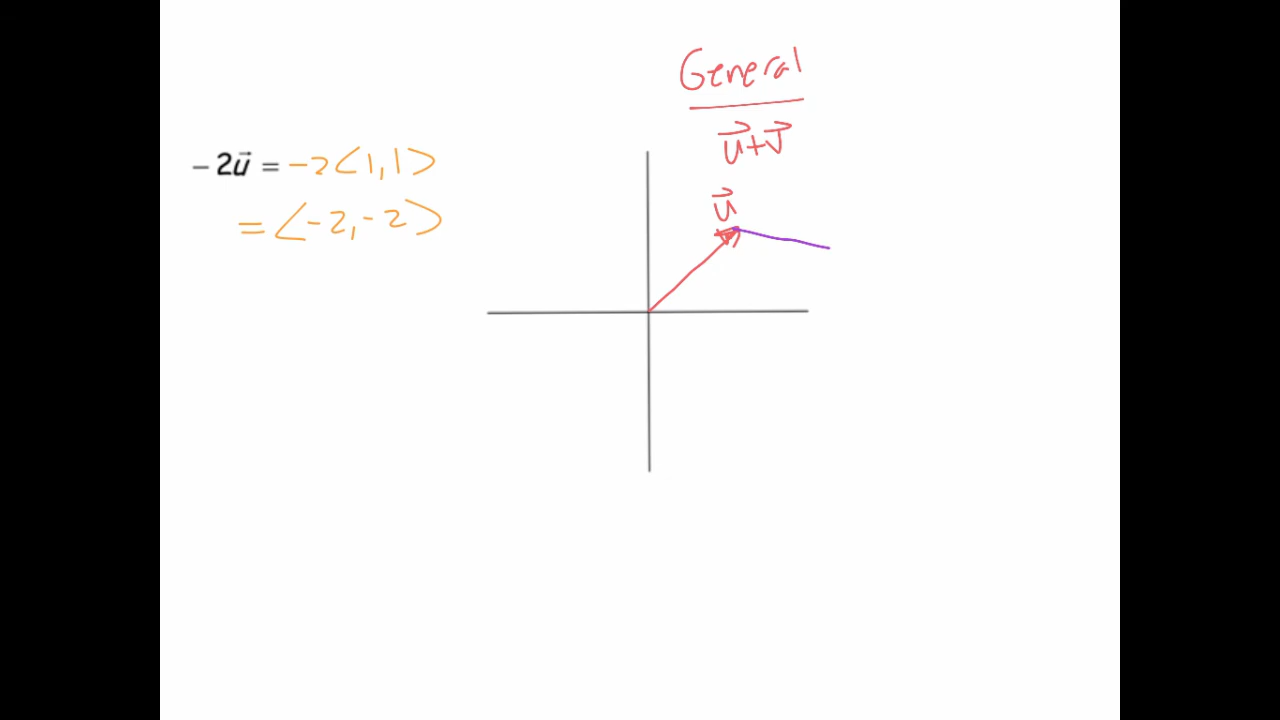 General
u⃗+v⃗
−2u⃗ = -2⟨1,1⟩
= ⟨-2,-2⟩
u⃗